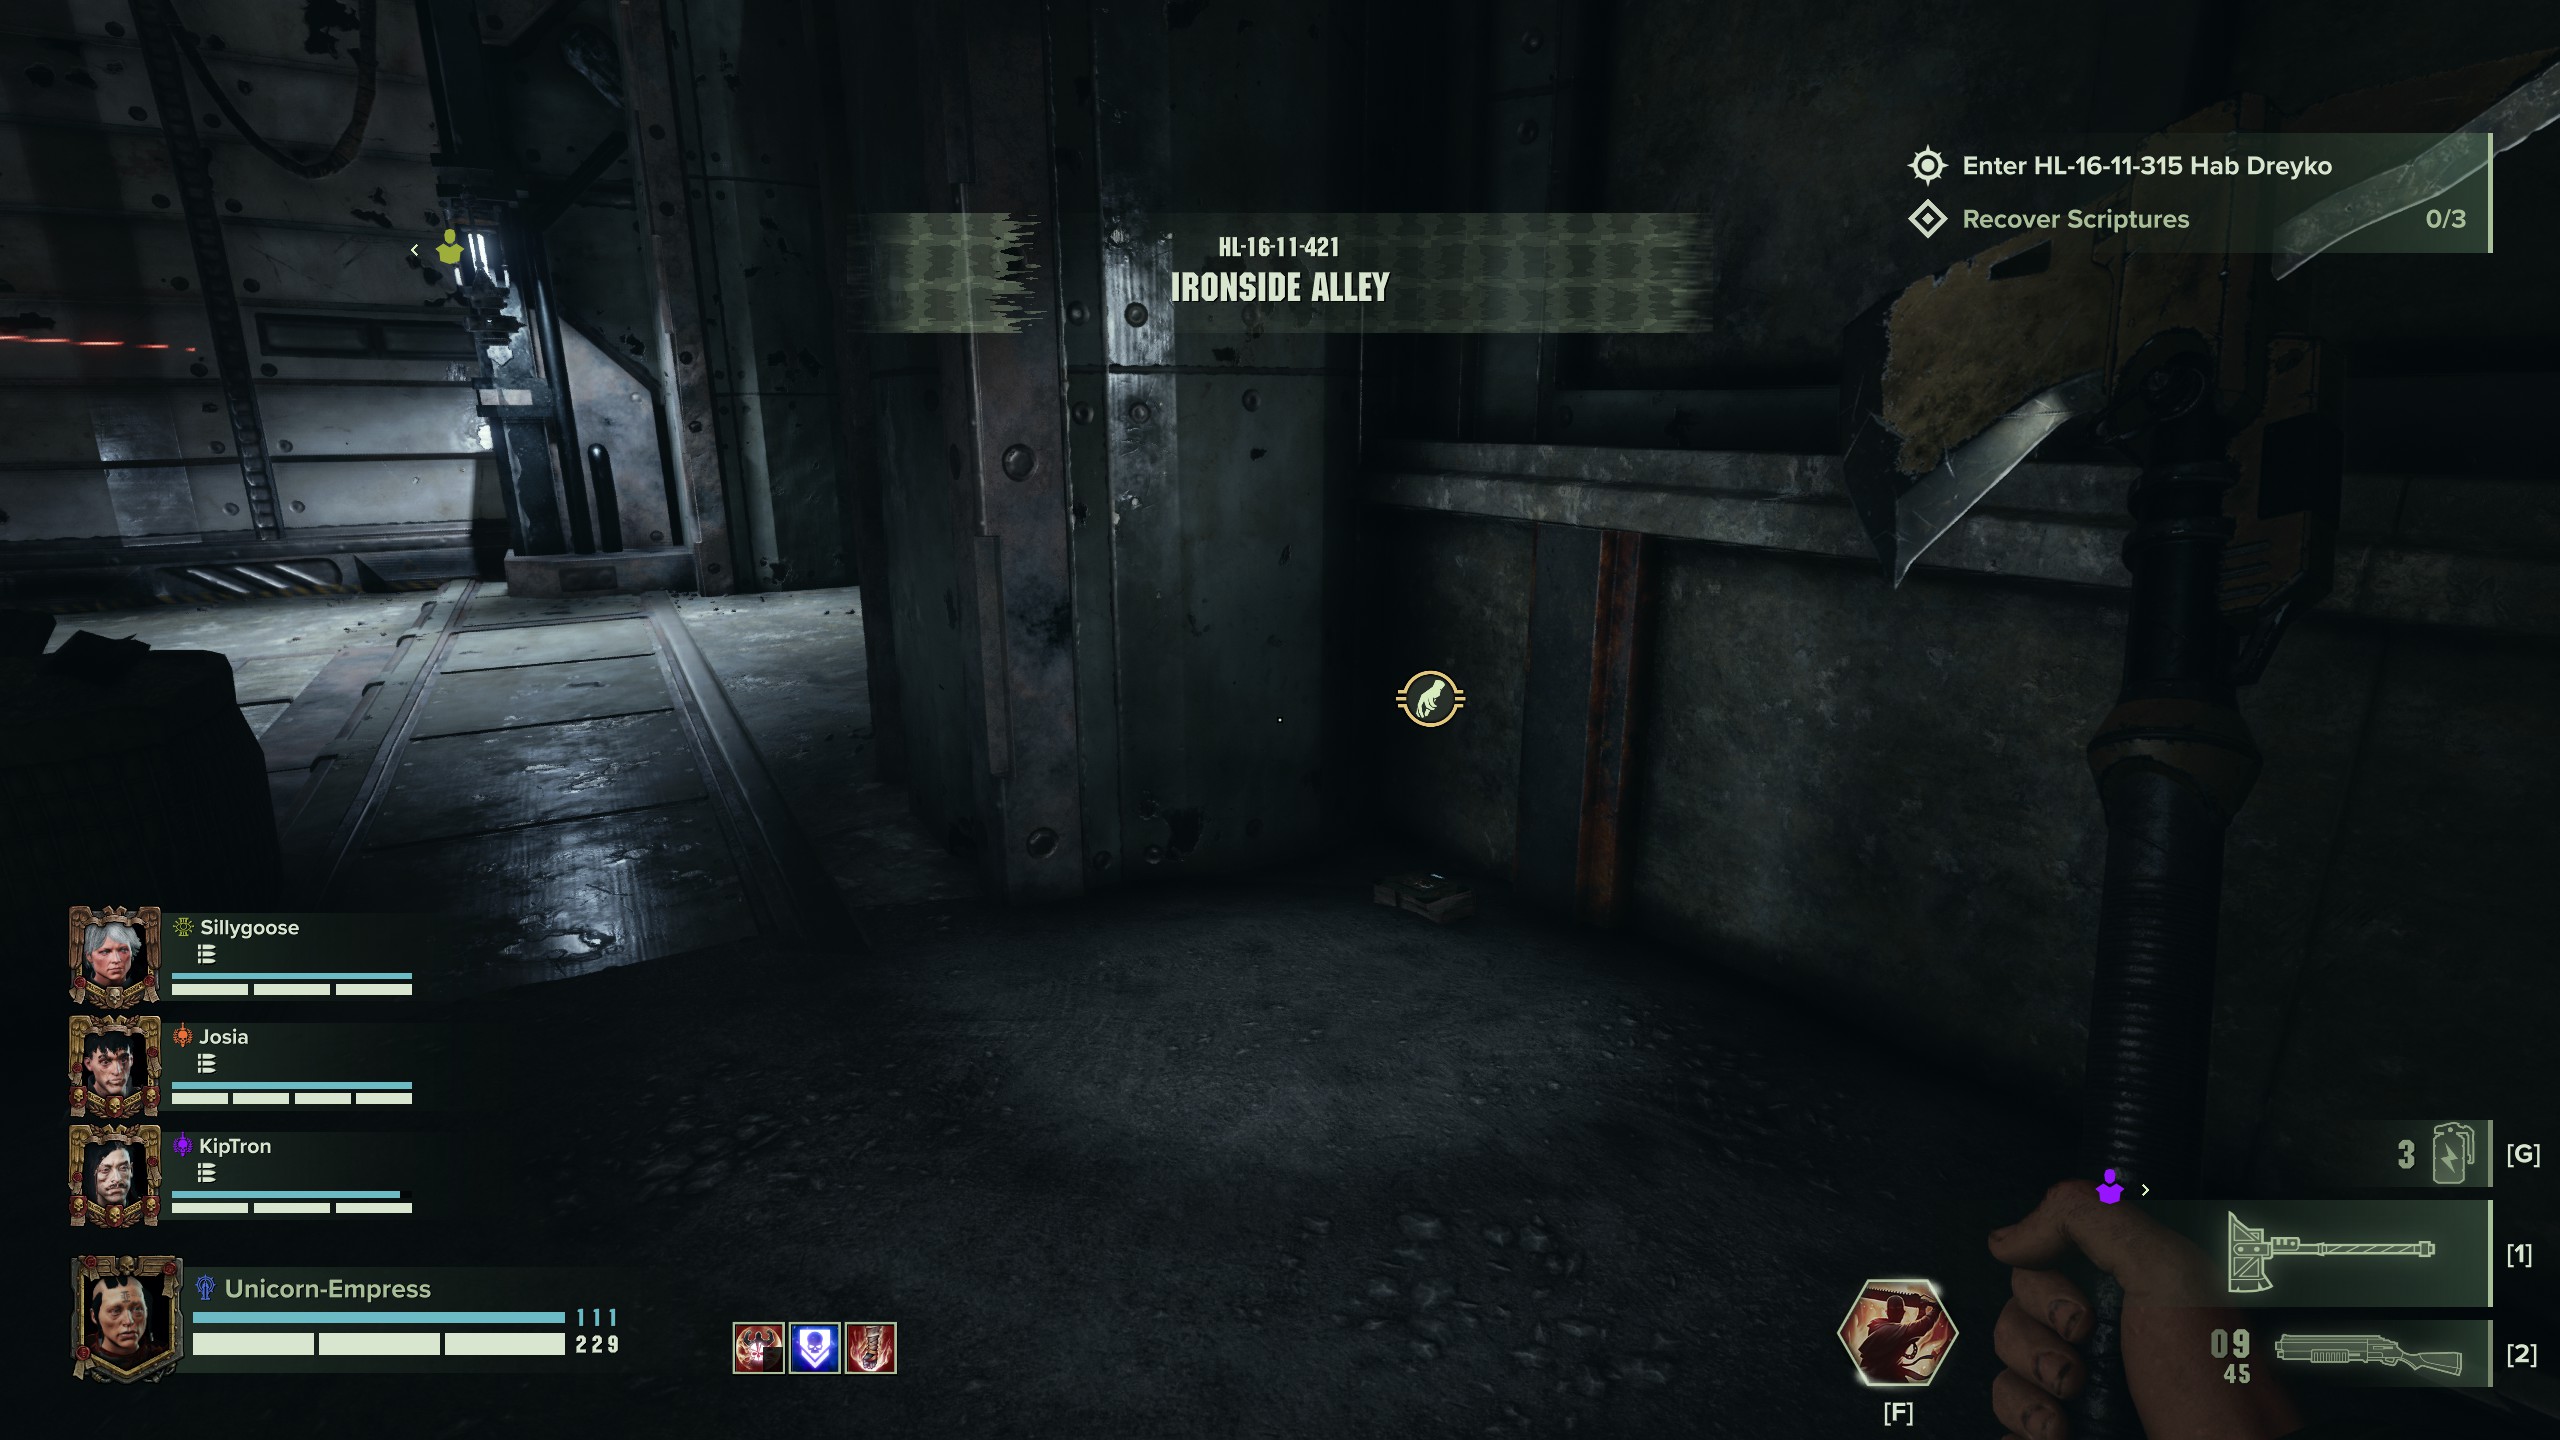 Enter HL-16-11-315 Hab Dreyko
Recover Scriptures 0/3
HL-16-11-421
IRONSIDE ALLEY
Sillygoose
Josia
KipTron
Unicorn-Empress
111
229
[F]
3 [G]
[1]
09 [2]
45